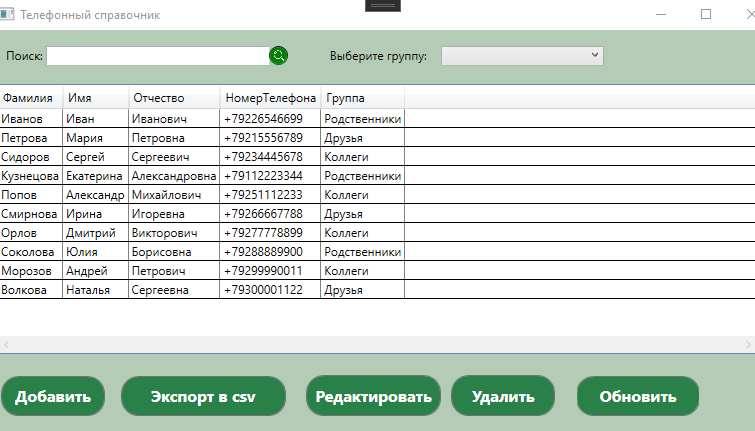 Телефонный справочник
Поиск: Выберите группу:
Фамилия Имя Отчество НомерТелефона Группа
Иванов Иван Иванович +79226546699 Родственники
Петрова Мария Петровна +79215556789 Друзья
Сидоров Сергей Сергеевич +79234445678 Коллеги
Кузнецова Екатерина Александровна +79112223344 Родственники
Попов Александр Михайлович +79251112233 Коллеги
Смирнова Ирина Игоревна +79266667788 Друзья
Орлов Дмитрий Викторович +79277778899 Коллеги
Соколова Юлия Борисовна +79288889900 Родственники
Морозов Андрей Петрович +79299990011 Коллеги
Волкова Наталья Сергеевна +79300001122 Друзья
Добавить Экспорт в csv Редактировать Удалить Обновить